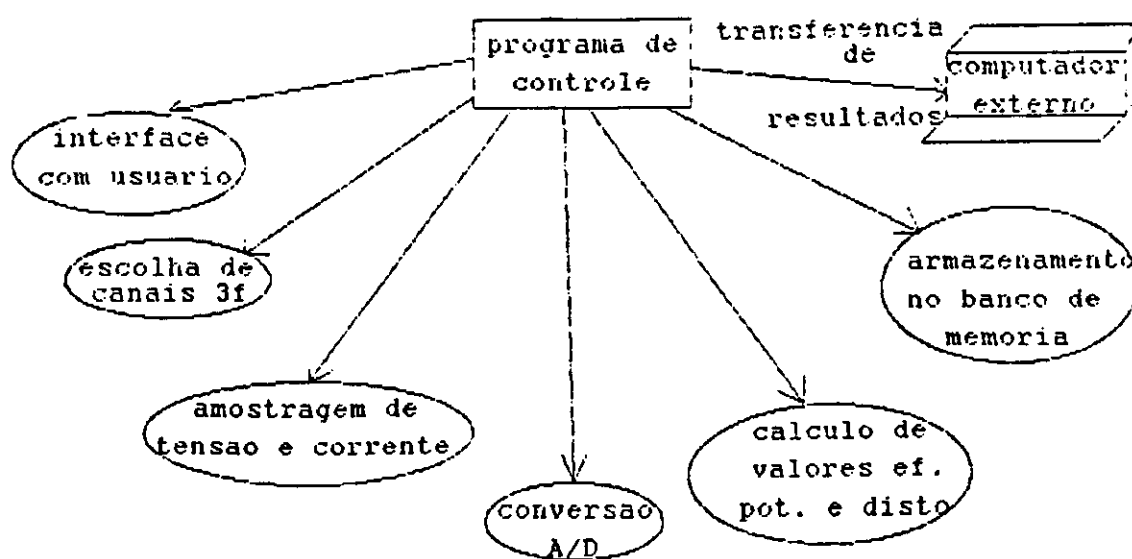 programa de
controle
transferencia
de
resultados
computador
externo
interface
com usuario
escolha de
canais 3f
amostragem de
tensao e corrente
conversao
A/D
calculo de
valores ef.
pot. e disto
armazenamento
no banco de
memoria